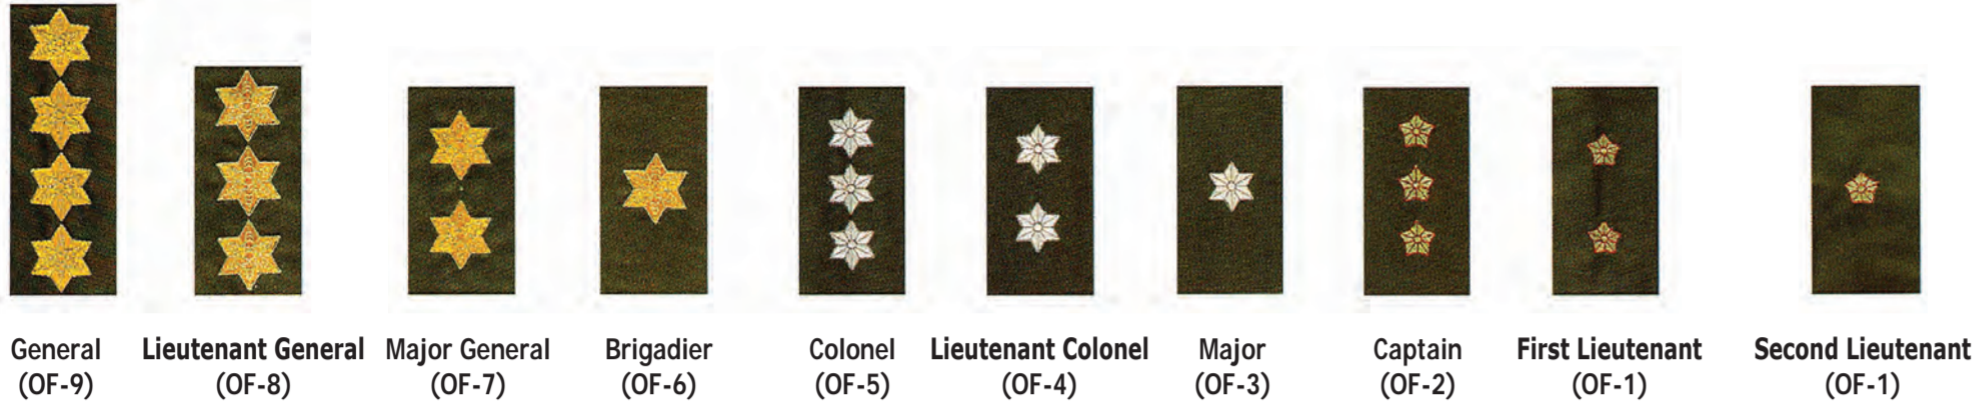 General
(OF-9)
Lieutenant General
(OF-8)
Major General
(OF-7)
Brigadier
(OF-6)
Colonel
(OF-5)
Lieutenant Colonel
(OF-4)
Major
(OF-3)
Captain
(OF-2)
First Lieutenant
(OF-1)
Second Lieutenant
(OF-1)